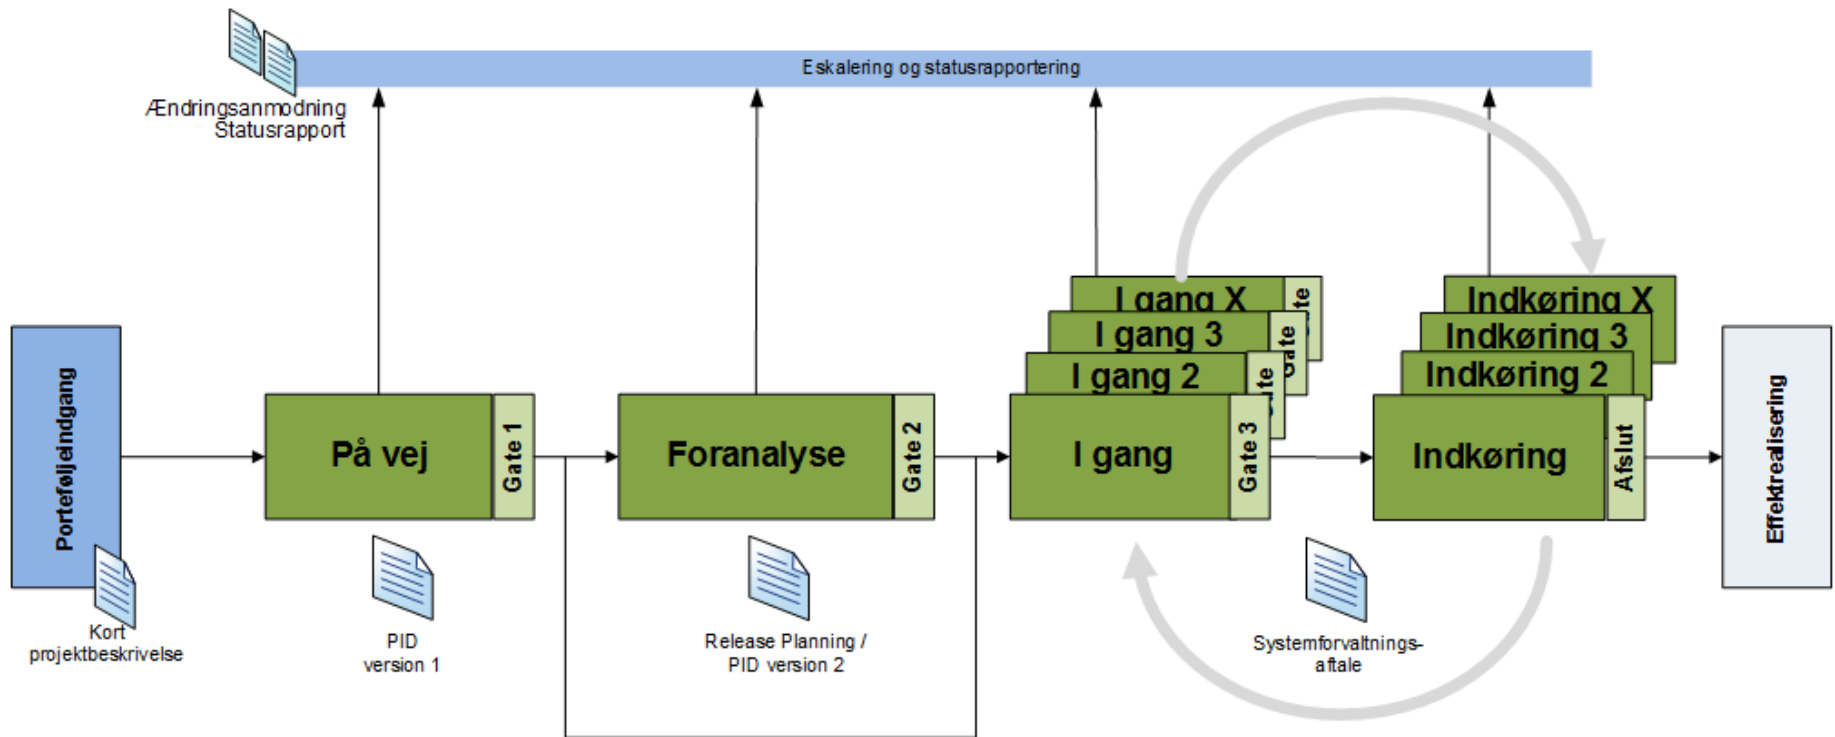 Eskalering og statusrapportering
Ændringsanmodning
Statusrapport
Porteføljeindgang
Kort
projektbeskrivelse
På vej
Gate 1
PID
version 1
Foranalyse
Gate 2
Release Planning /
PID version 2
I gang X
I gang 3
Gate
I gang 2
I gang
Gate 3
Systemforvaltnings-
aftale
Indkøring X
Indkøring 3
Indkøring 2
Indkøring
Afslut
Effektrealisering